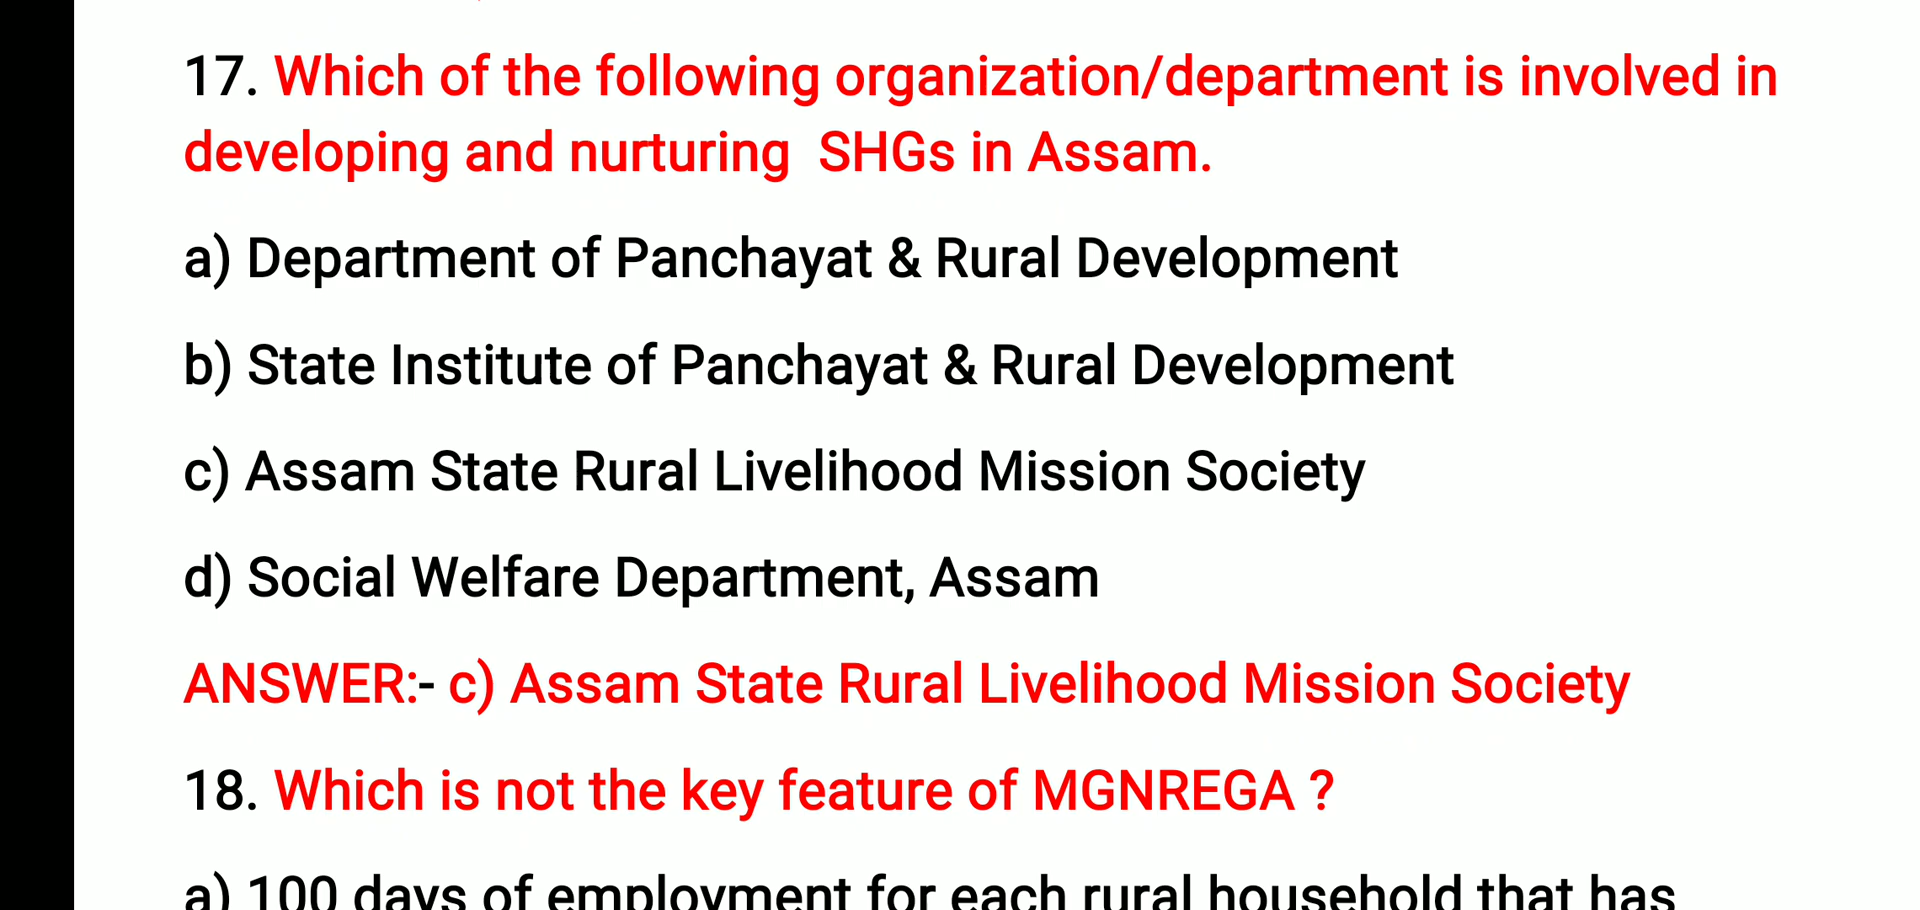 17. Which of the following organization/department is involved in
developing and nurturing  SHGs in Assam.
a) Department of Panchayat & Rural Development
b) State Institute of Panchayat & Rural Development
c) Assam State Rural Livelihood Mission Society
d) Social Welfare Department, Assam
ANSWER:- c) Assam State Rural Livelihood Mission Society
18. Which is not the key feature of MGNREGA ?
a) 100 days of employment for each rural household that has